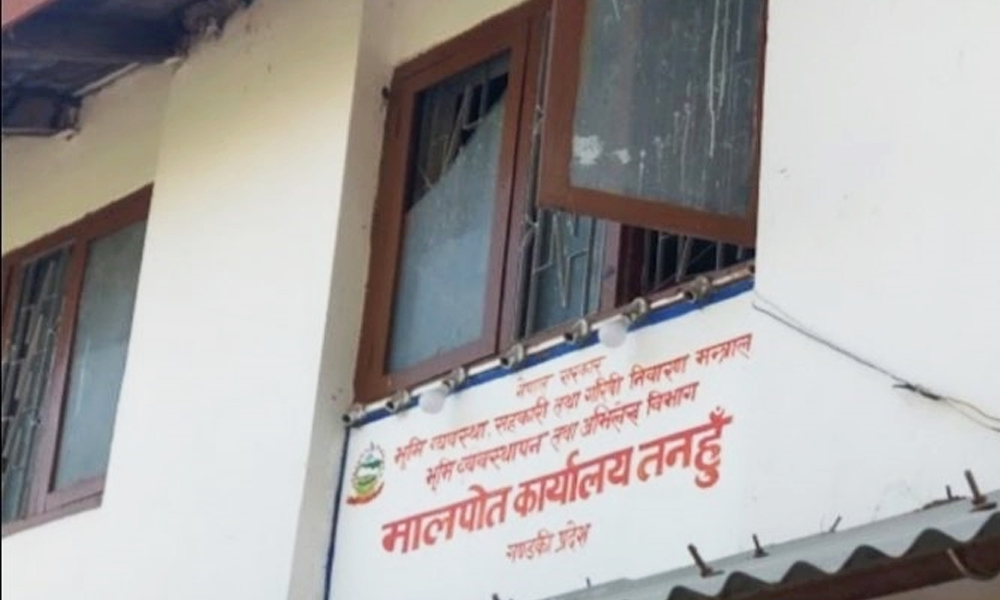 नेपाल सरकार
भूमि व्यवस्था, सहकारी तथा गरिबी निवारण मन्त्रालय
भूमि व्यवस्थापन तथा अभिलेख विभाग
मालपोत कार्यालय तनहुँ
गण्डकी प्रदेश